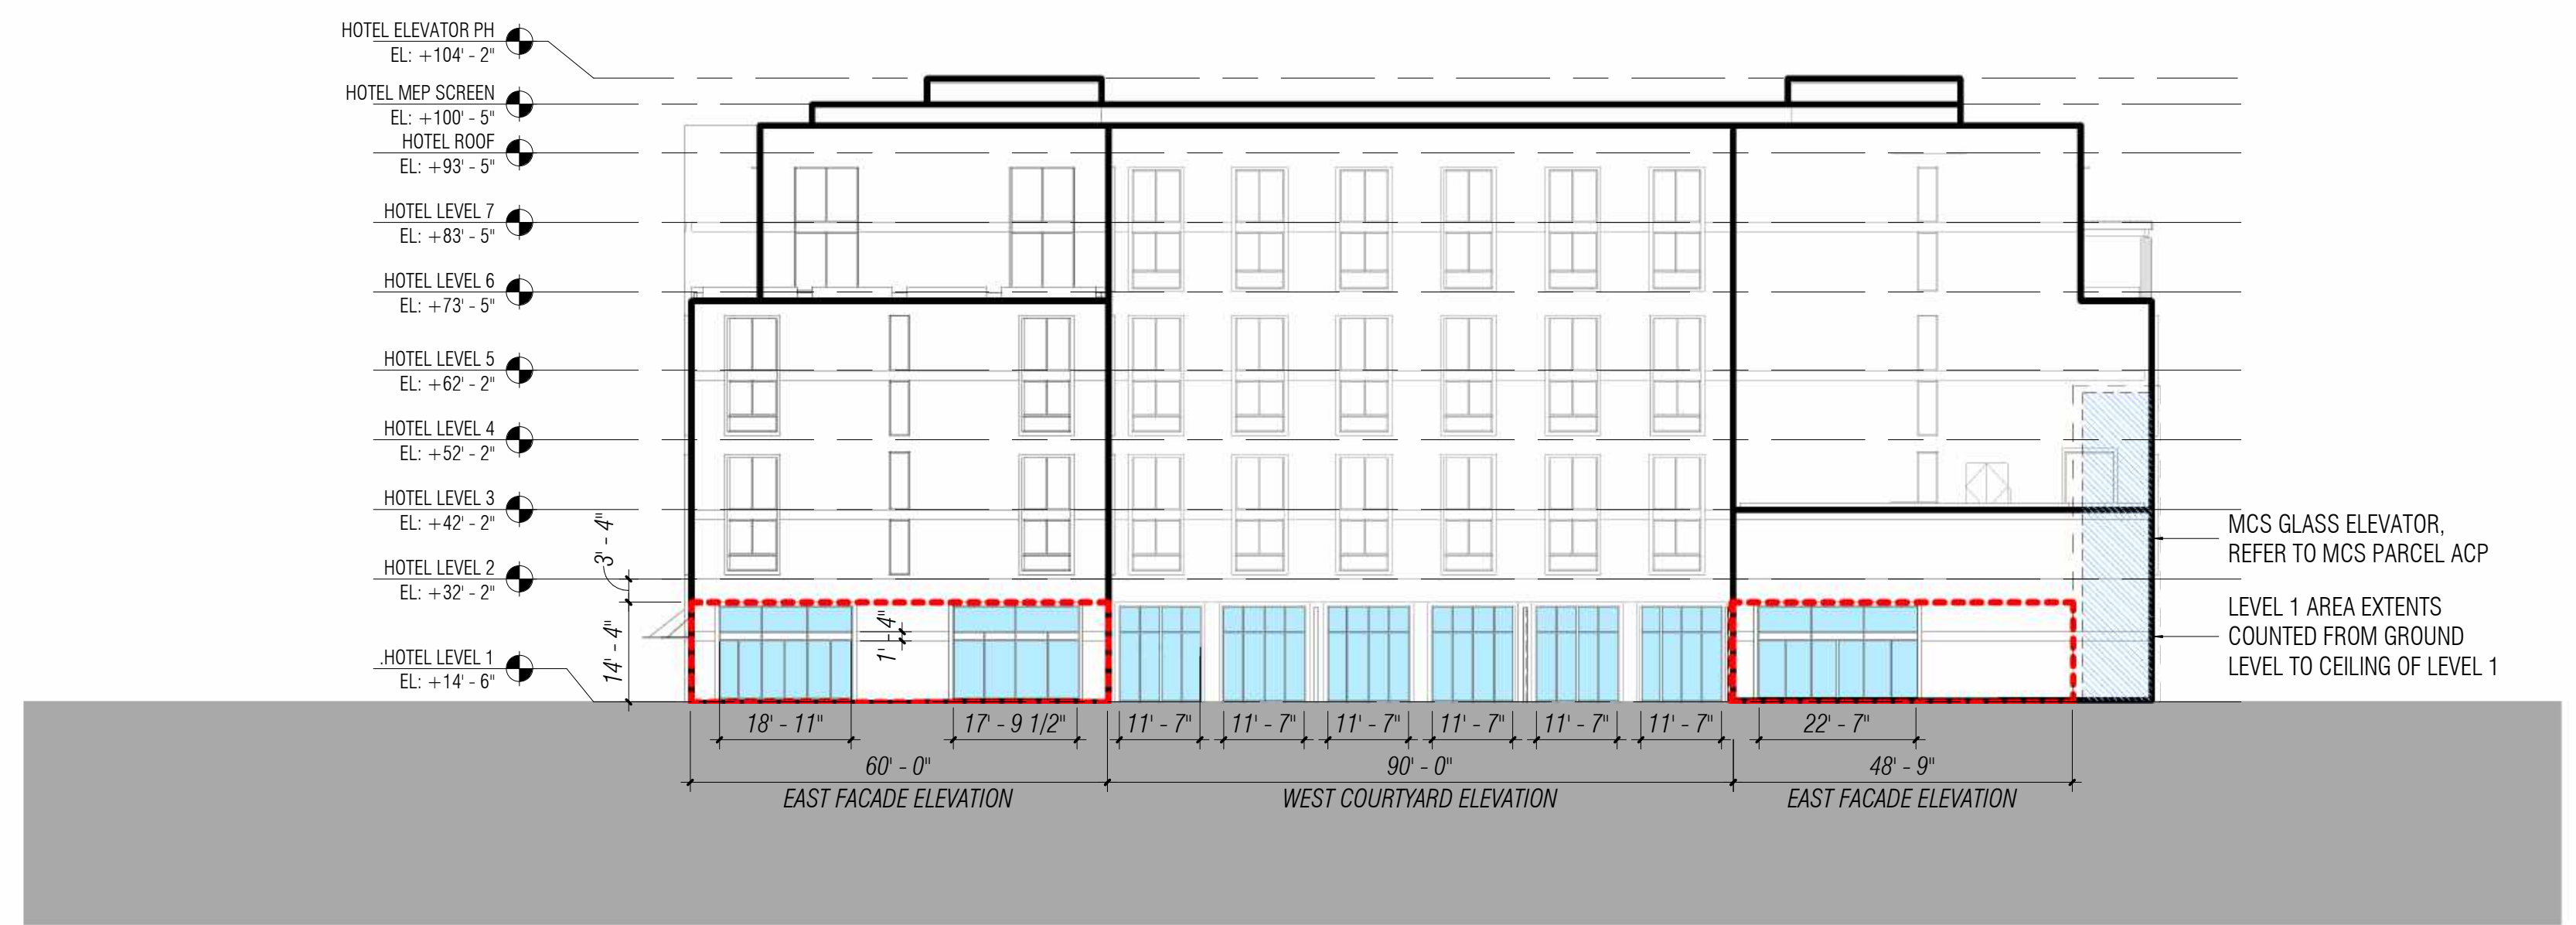 HOTEL ELEVATOR PH
EL: +104' - 2"
HOTEL MEP SCREEN
EL: +100' - 5"
HOTEL ROOF
EL: +93' - 5"
HOTEL LEVEL 7
EL: +83' - 5"
HOTEL LEVEL 6
EL: +73' - 5"
HOTEL LEVEL 5
EL: +62' - 2"
HOTEL LEVEL 4
EL: +52' - 2"
HOTEL LEVEL 3
EL: +42' - 2"
HOTEL LEVEL 2
EL: +32' - 2"
.HOTEL LEVEL 1
EL: +14' - 6"
3' - 4"
14' - 4"
1' - 4"
MCS GLASS ELEVATOR,
REFER TO MCS PARCEL ACP
LEVEL 1 AREA EXTENTS
COUNTED FROM GROUND
LEVEL TO CEILING OF LEVEL 1
18' - 11" 17' - 9 1/2" 11' - 7" 11' - 7" 11' - 7" 11' - 7" 11' - 7" 11' - 7" 22' - 7"
60' - 0" 90' - 0" 48' - 9"
EAST FACADE ELEVATION WEST COURTYARD ELEVATION EAST FACADE ELEVATION